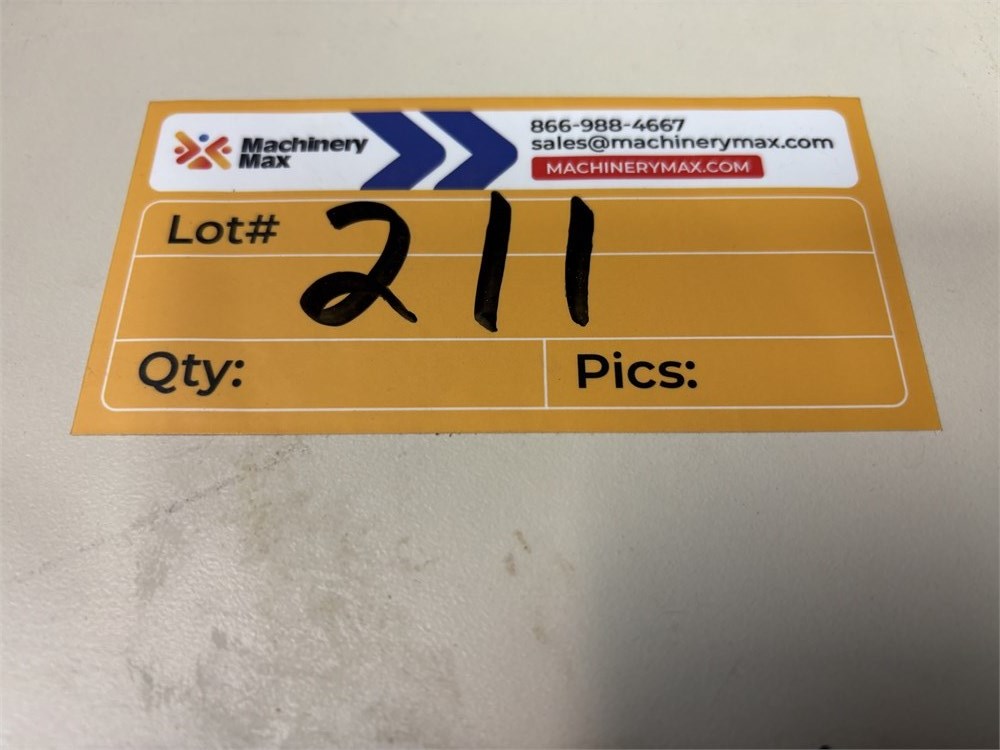 Machinery
Max
866-988-4667
sales@machinerymax.com
MACHINERYMAX.COM
Lot# 211
Qty:
Pics: